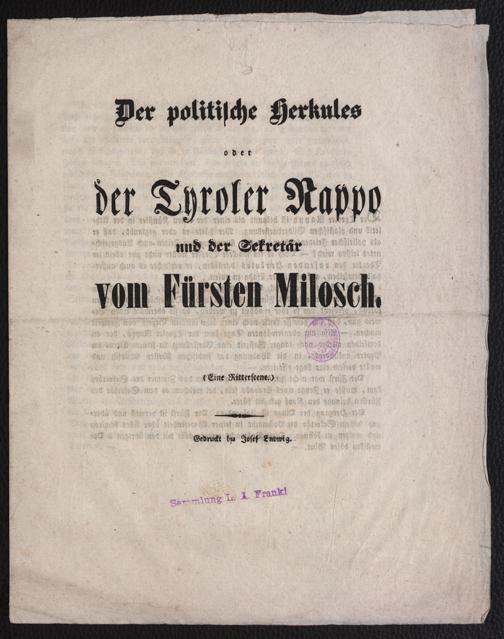 Der politische Herkules
oder
der Tyroler Rappo
und der Sekretär
vom Fürsten Milosch.
(Eine Ritterscene.)
Gedruckt bei Josef Ludwig.
Sammlung L. A. Frankl